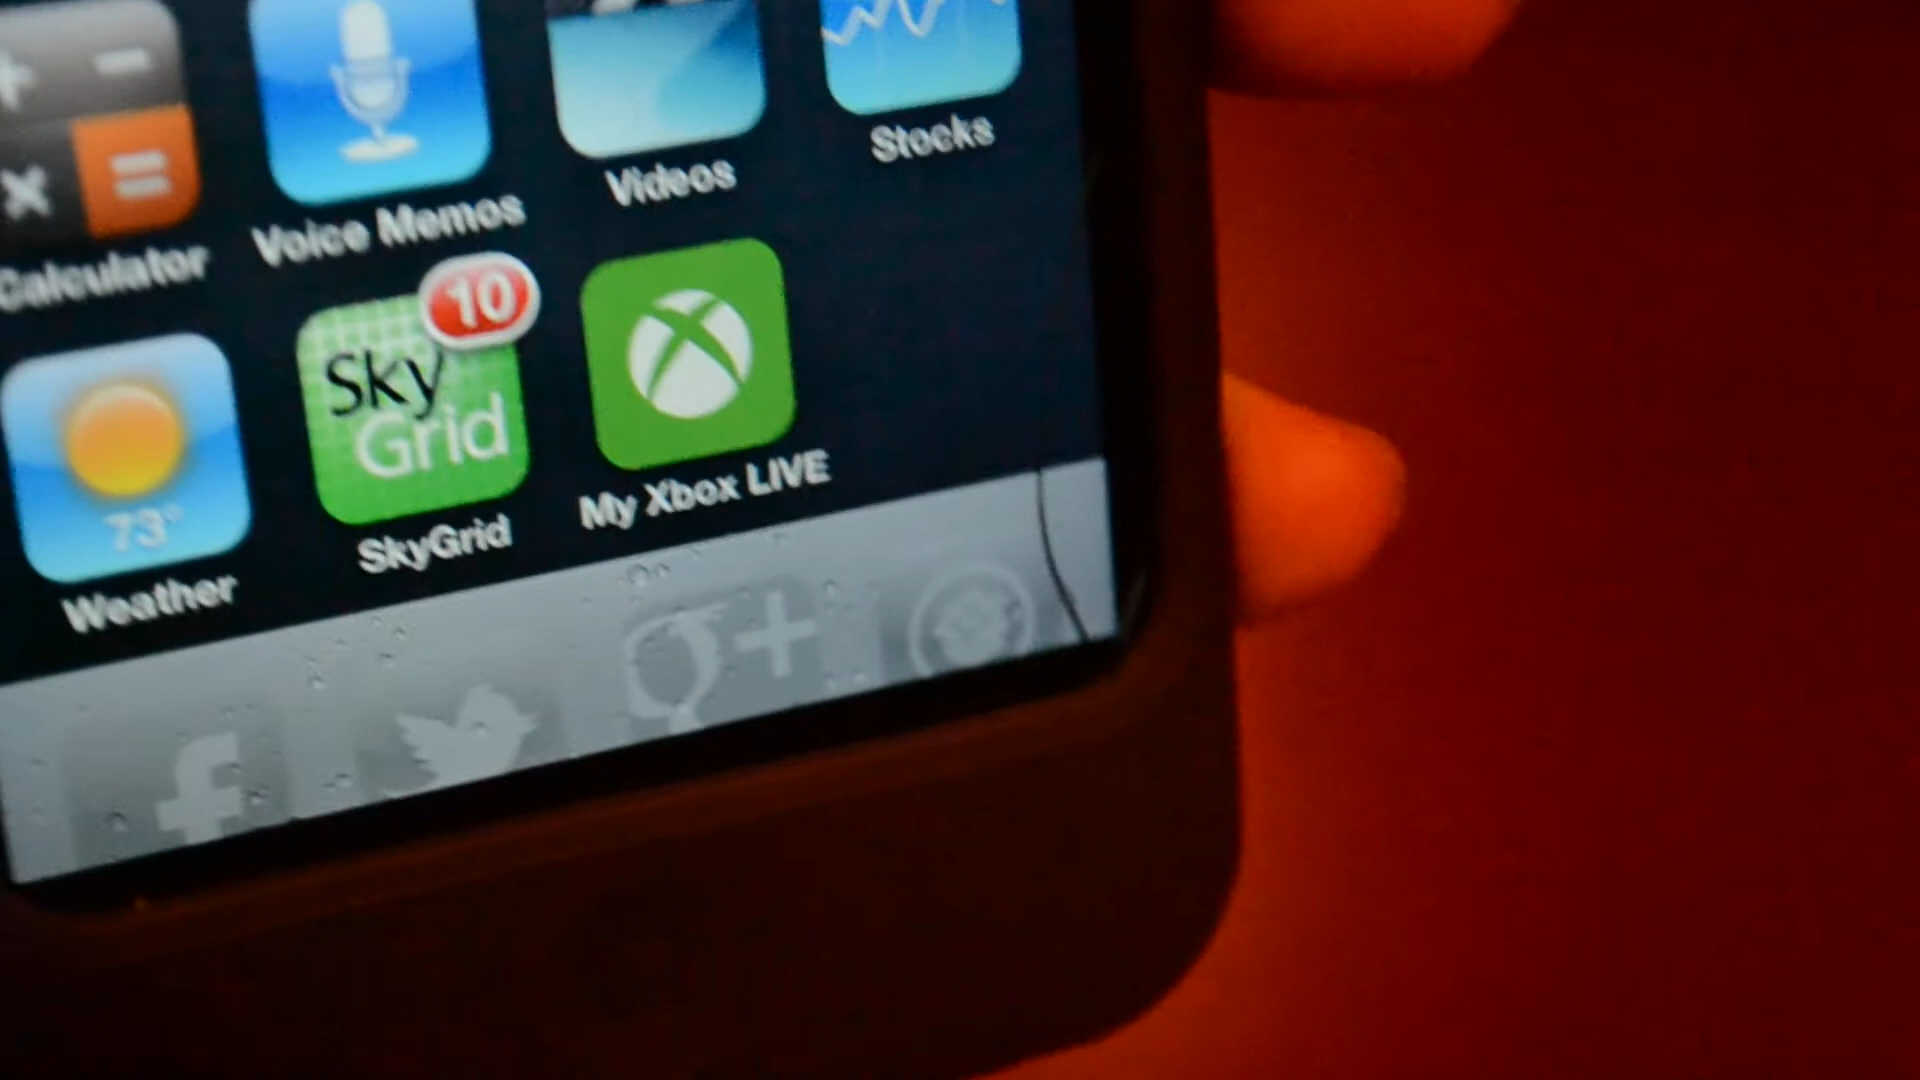 Calculator
Voice Memos
Videos
Stocks
10
Sky
Grid
73°
Weather
SkyGrid
My Xbox LIVE
f
g+